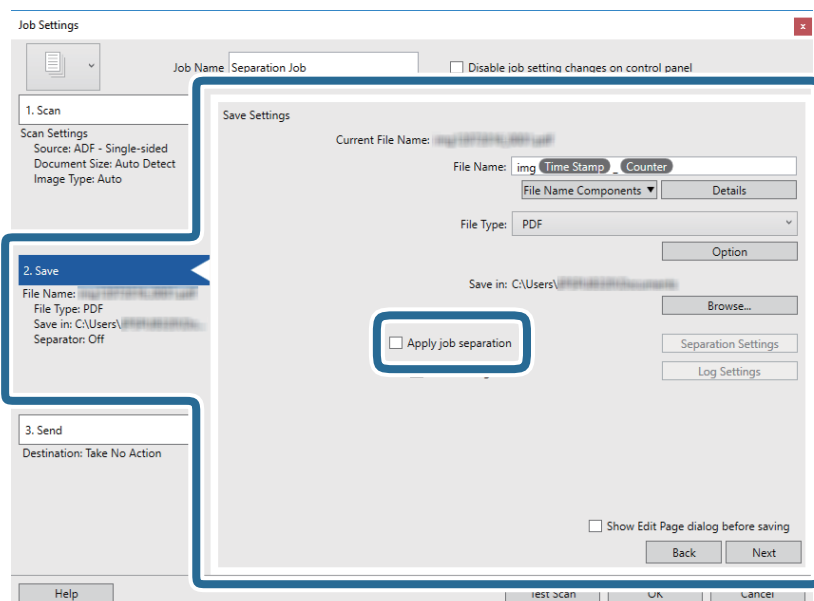 Job Settings
x
Job Name Separation Job
Disable job setting changes on control panel
1. Scan
Scan Settings
Source: ADF - Single-sided
Document Size: Auto Detect
Image Type: Auto
2. Save
File Name:
File Type: PDF
Save in: C:\Users\
Separator: Off
3. Send
Destination: Take No Action
Save Settings
Current File Name:
File Name: img Time Stamp _ Counter
File Name Components ▼ Details
File Type: PDF
Option
Save in: C:\Users\
Browse...
Apply job separation Separation Settings
Log Settings
Show Edit Page dialog before saving
Back Next
Help Test Scan OK Cancel